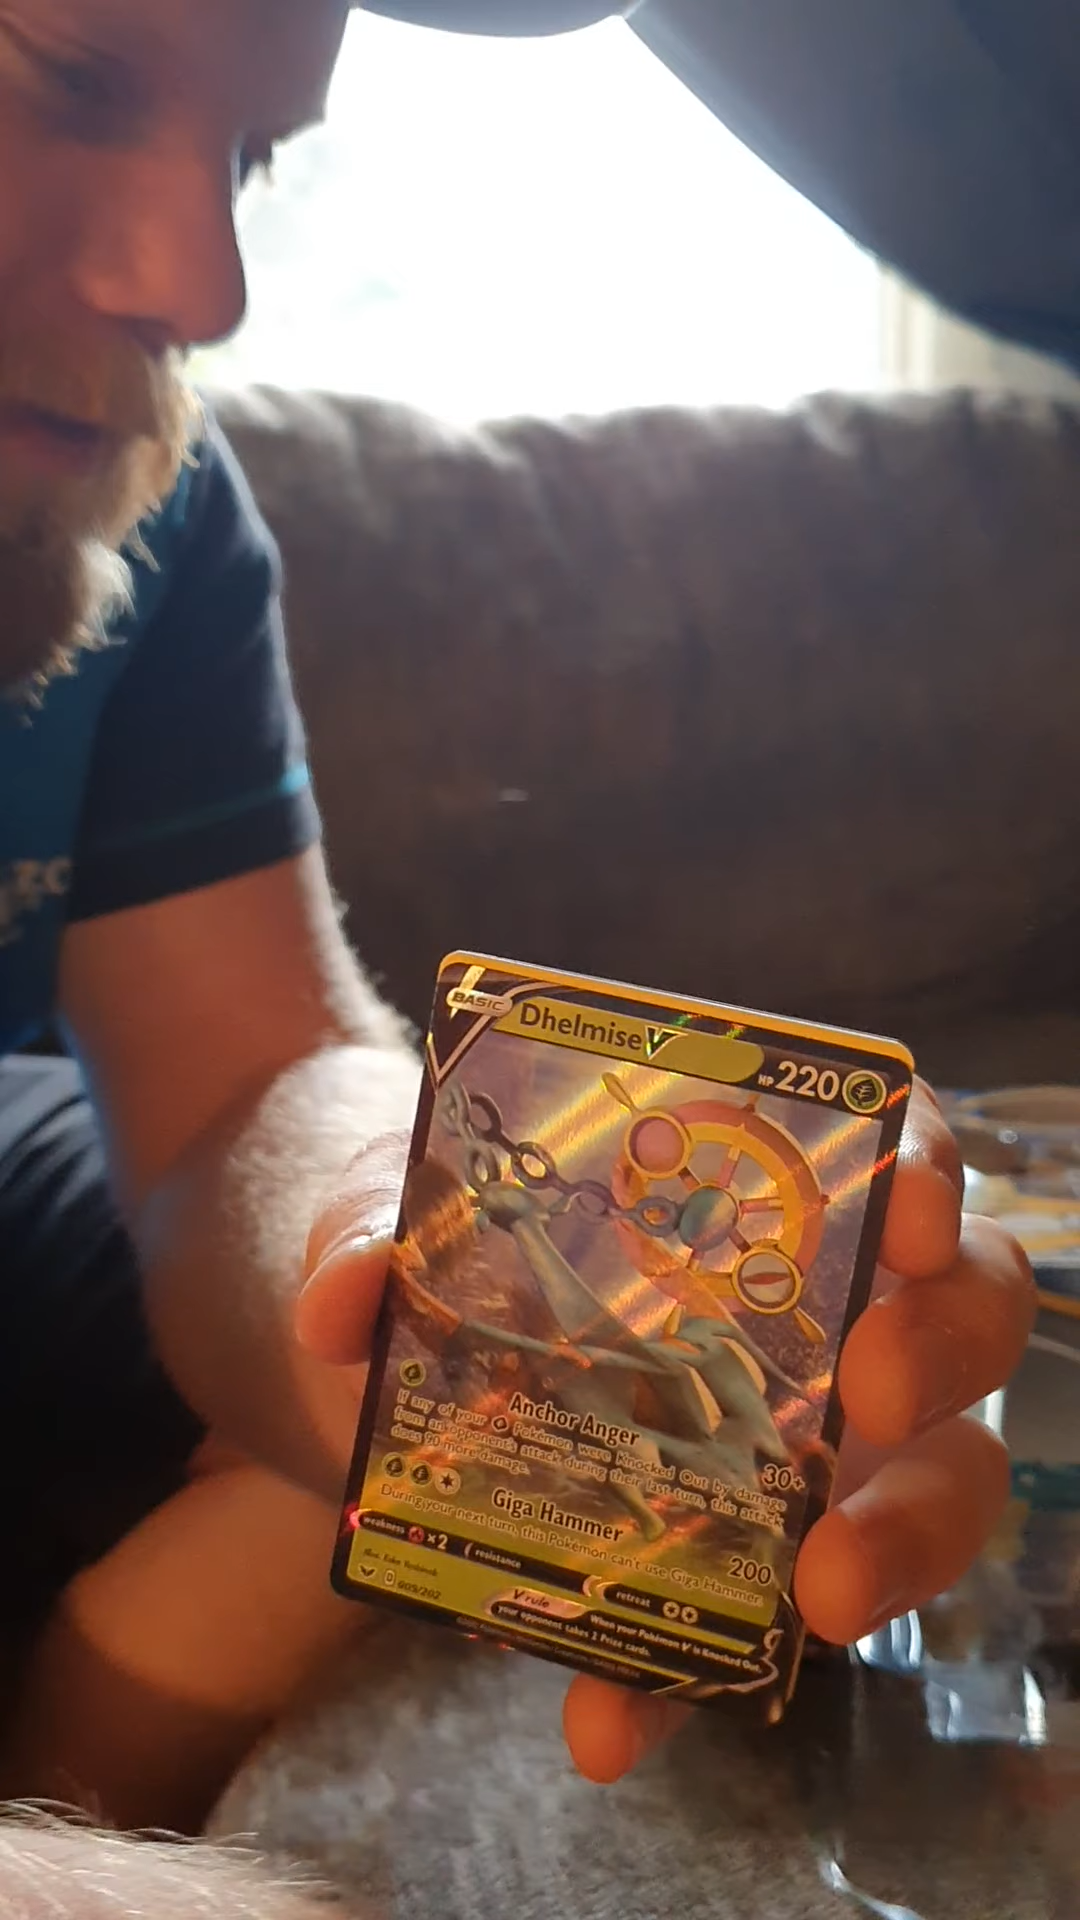 BASIC
Dhelmise V
HP 220
Anchor Anger
30+
If any of your Pokémon were Knocked Out by damage
from an opponent's attack during their last turn, this attack
does 90 more damage.
Giga Hammer
200
During your next turn, this Pokémon can't use Giga Hammer.
weakness ×2
resistance
retreat
Illus.
D 009/202
V rule
When your Pokémon V is Knocked Out,
your opponent takes 2 Prize cards.